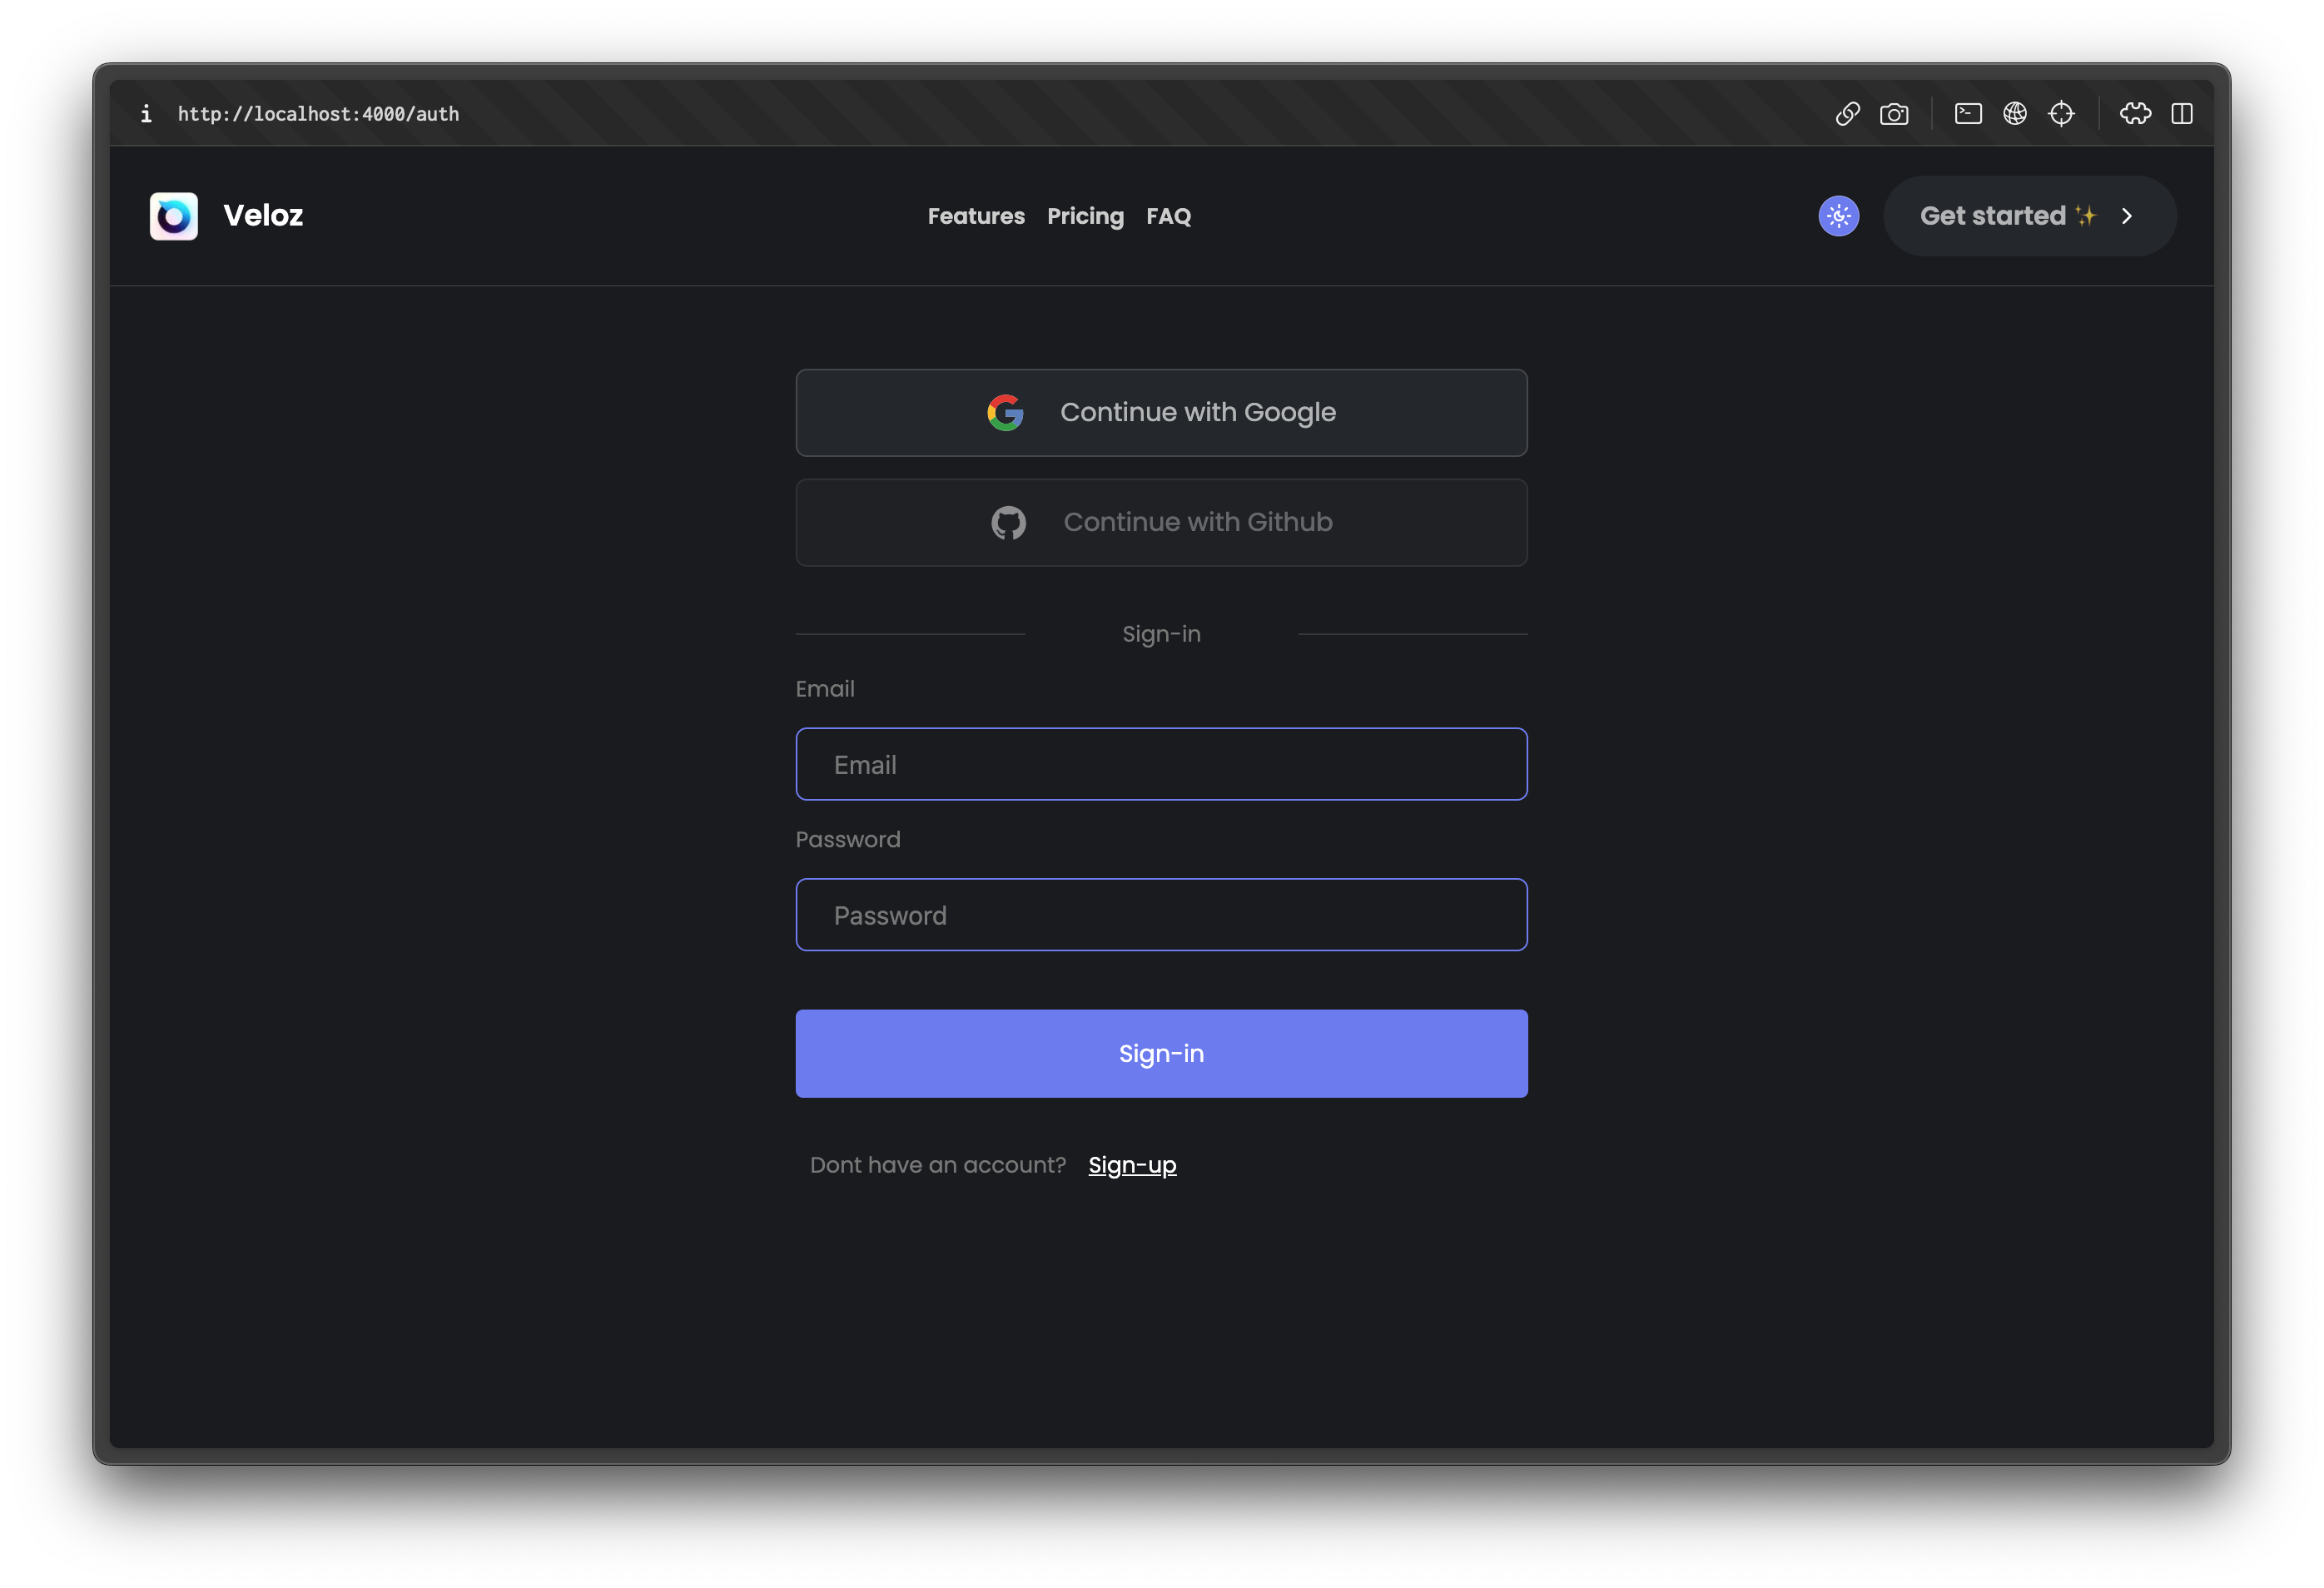 http://localhost:4000/auth
Veloz
Features Pricing FAQ
Get started ✨
Continue with Google
Continue with Github
Sign-in
Email
Email
Password
Password
Sign-in
Dont have an account? Sign-up